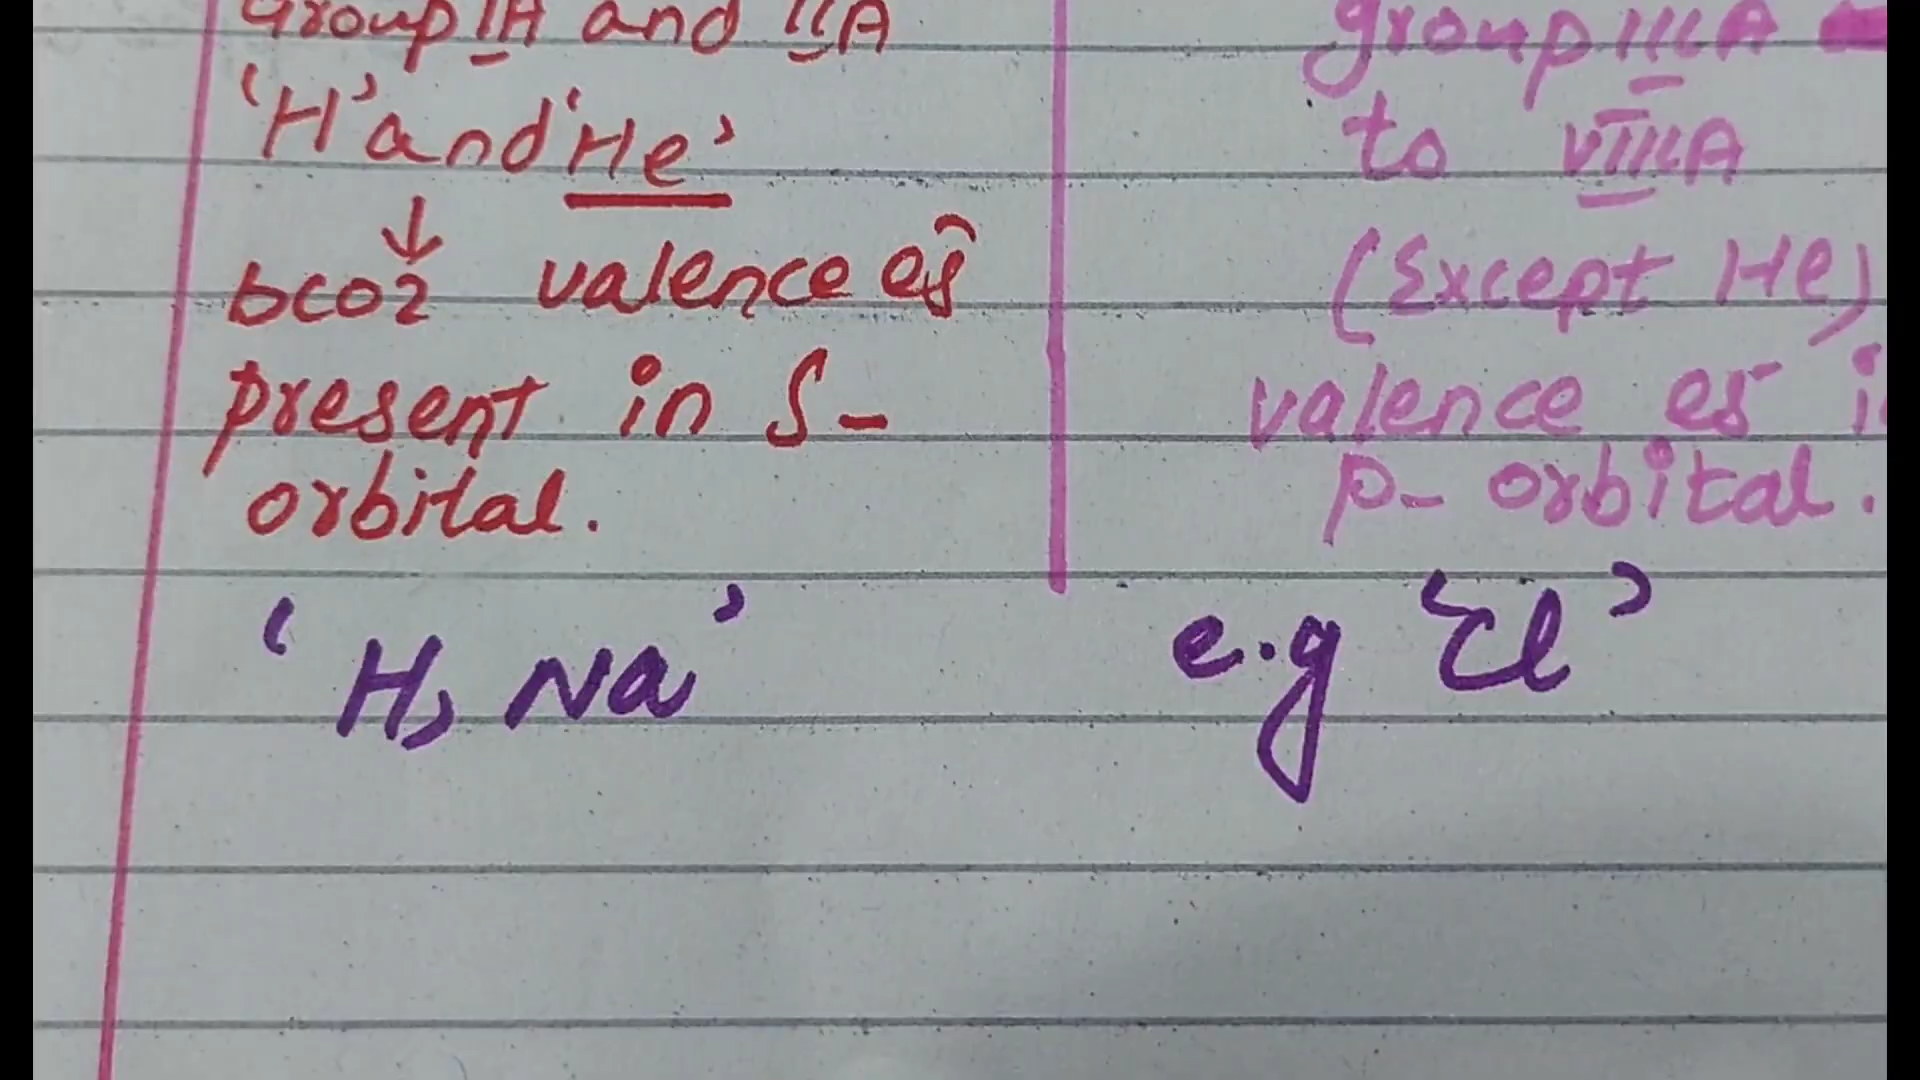 Group IA and IIA
'H' and 'He'
↓
bcoz valence es̄
present in S-
orbital.
'H, Na'
group IIIA
to VIIIA
(Except He)
valence es̄
p- orbital.
e.g 'Cl'